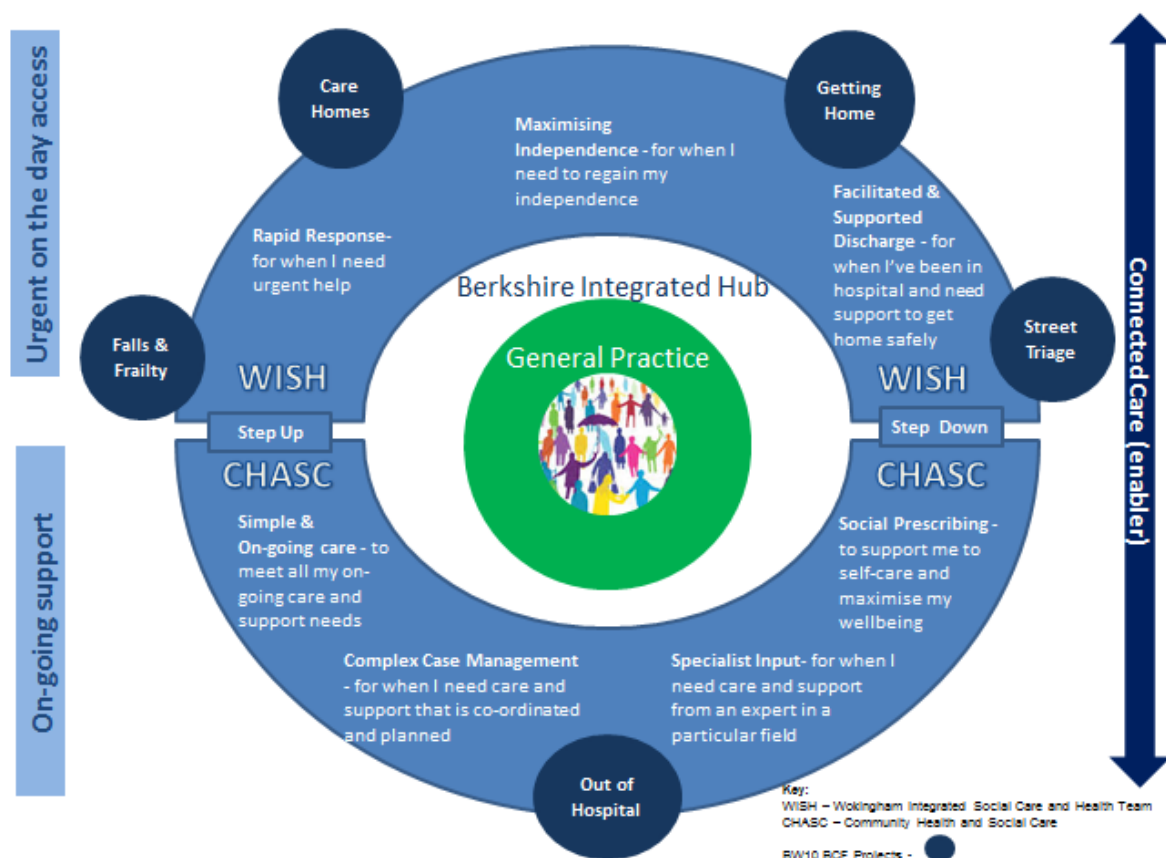 Urgent on the day access
On-going support
Care
Homes
Getting
Home
Maximising
Independence - for when I
need to regain my
independence
Rapid Response-
for when I need
urgent help
Facilitated &
Supported
Discharge - for
when I've been in
hospital and need
support to get
home safely
Falls &
Frailty
Street
Triage
Berkshire Integrated Hub
General Practice
WISH
WISH
Step Up
Step Down
CHASC
CHASC
Simple &
On-going care - to
meet all my on-
going care and
support needs
Social Prescribing -
to support me to
self-care and
maximise my
wellbeing
Complex Case Management
- for when I need care and
support that is co-ordinated
and planned
Specialist Input- for when I
need care and support
from an expert in a
particular field
Out of
Hospital
Connected Care (enabler)
Key:
WISH – Wokingham Integrated Social Care and Health Team
CHASC – Community Health and Social Care
BW10 BCF Projects -